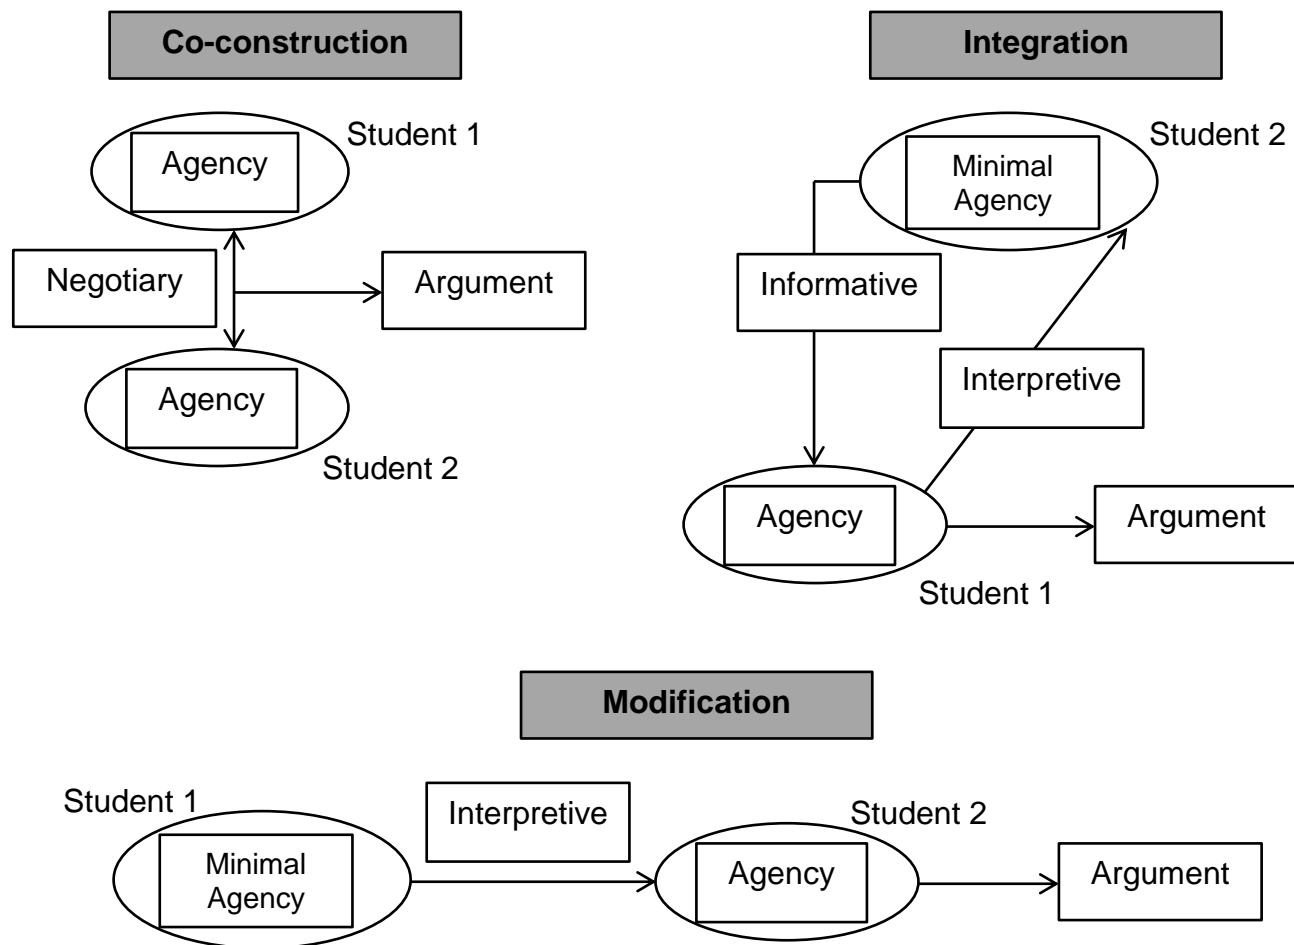 Co-construction
Student 1
Agency
Negotiary
Argument
Agency
Student 2
Integration
Student 2
Minimal
Agency
Informative
Interpretive
Agency
Argument
Student 1
Modification
Student 1
Minimal
Agency
Interpretive
Student 2
Agency
Argument